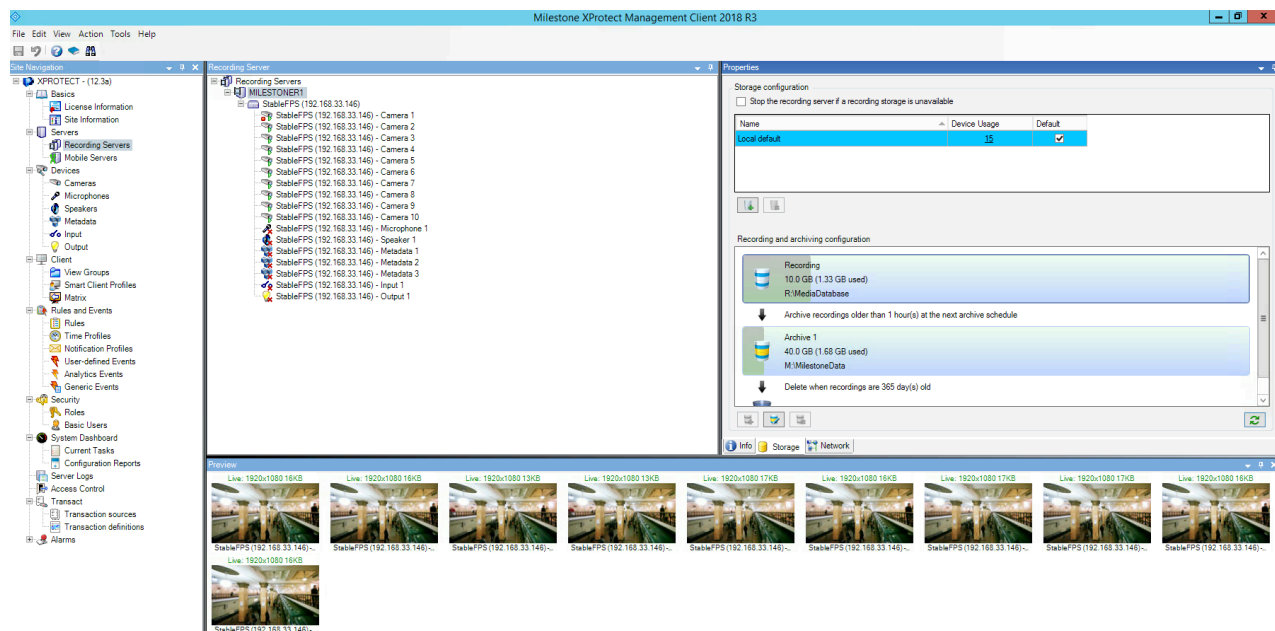 Milestone XProtect Management Client 2018 R3
File Edit View Action Tools Help
Site Navigation
XPROTECT - (12.3a)
Basics
License Information
Site Information
Servers
Recording Servers
Mobile Servers
Devices
Cameras
Microphones
Speakers
Metadata
Input
Output
Client
View Groups
Smart Client Profiles
Matrix
Rules and Events
Rules
Time Profiles
Notification Profiles
User-defined Events
Analytics Events
Generic Events
Security
Roles
Basic Users
System Dashboard
Current Tasks
Configuration Reports
Server Logs
Access Control
Transact
Transaction sources
Transaction definitions
Alarms
Recording Server
Recording Servers
MILESTONER1
StableFPS (192.168.33.146)
StableFPS (192.168.33.146) - Camera 1
StableFPS (192.168.33.146) - Camera 2
StableFPS (192.168.33.146) - Camera 3
StableFPS (192.168.33.146) - Camera 4
StableFPS (192.168.33.146) - Camera 5
StableFPS (192.168.33.146) - Camera 6
StableFPS (192.168.33.146) - Camera 7
StableFPS (192.168.33.146) - Camera 8
StableFPS (192.168.33.146) - Camera 9
StableFPS (192.168.33.146) - Camera 10
StableFPS (192.168.33.146) - Microphone 1
StableFPS (192.168.33.146) - Speaker 1
StableFPS (192.168.33.146) - Metadata 1
StableFPS (192.168.33.146) - Metadata 2
StableFPS (192.168.33.146) - Metadata 3
StableFPS (192.168.33.146) - Input 1
StableFPS (192.168.33.146) - Output 1
Properties
Storage configuration
Stop the recording server if a recording storage is unavailable
Name Device Usage Default
Local default 15
Recording and archiving configuration
Recording
10.0 GB (1.33 GB used)
R:\MediaDatabase
Archive recordings older than 1 hour(s) at the next archive schedule
Archive 1
40.0 GB (1.68 GB used)
M:\MilestoneData
Delete when recordings are 365 day(s) old
Info Storage Network
Preview
Live: 1920x1080 16KB Live: 1920x1080 16KB Live: 1920x1080 13KB Live: 1920x1080 13KB Live: 1920x1080 17KB Live: 1920x1080 16KB Live: 1920x1080 17KB Live: 1920x1080 17KB Live: 1920x1080 16KB
StableFPS (192.168.33.146) -... StableFPS (192.168.33.146) -... StableFPS (192.168.33.146) -... StableFPS (192.168.33.146) -... StableFPS (192.168.33.146) -... StableFPS (192.168.33.146) -... StableFPS (192.168.33.146) -... StableFPS (192.168.33.146) -... StableFPS (192.168.33.146) -...
Live: 1920x1080 16KB
StableFPS (192.168.33.146) -...